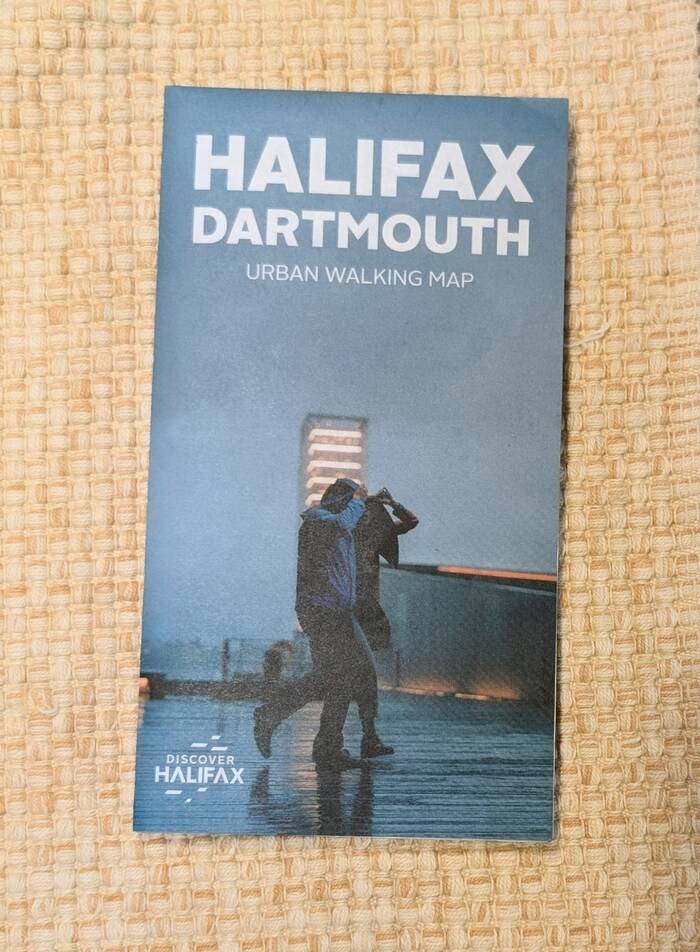 HALIFAX
DARTMOUTH
URBAN WALKING MAP
DISCOVER
HALIFAX